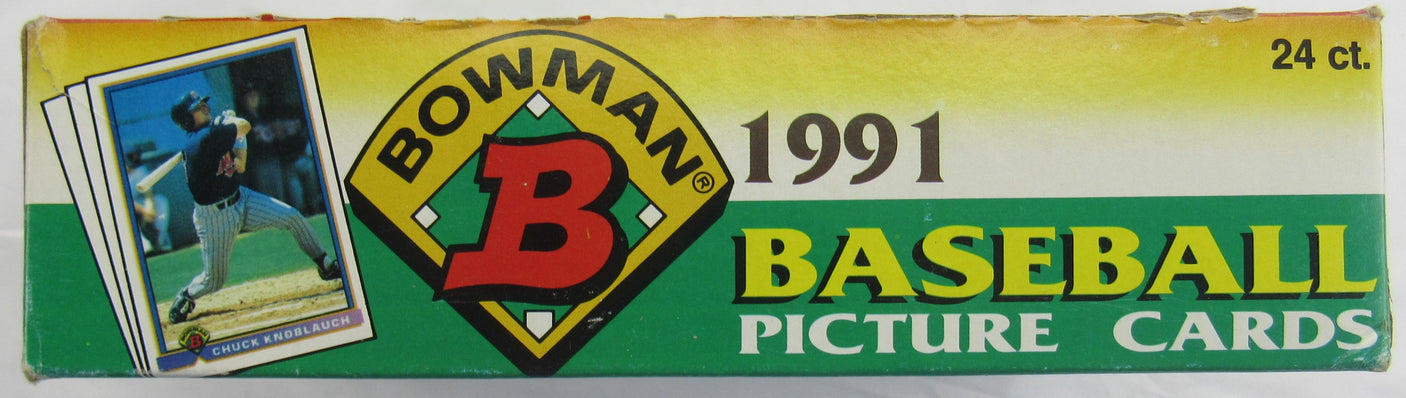 24 ct.
BOWMAN®
B
1991
BASEBALL
PICTURE CARDS
B
CHUCK KNOBLAUCH